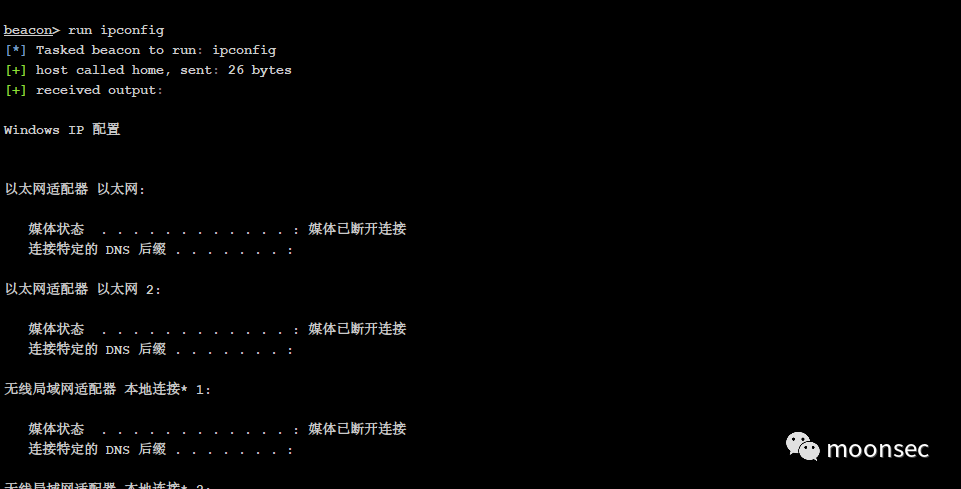 beacon> run ipconfig
[*] Tasked beacon to run: ipconfig
[+] host called home, sent: 26 bytes
[+] received output:
Windows IP 配置
以太网适配器 以太网:
媒体状态 . . . . . . . . . . . . : 媒体已断开连接
连接特定的 DNS 后缀 . . . . . . . :
以太网适配器 以太网 2:
媒体状态 . . . . . . . . . . . . : 媒体已断开连接
连接特定的 DNS 后缀 . . . . . . . :
无线局域网适配器 本地连接* 1:
媒体状态 . . . . . . . . . . . . : 媒体已断开连接
连接特定的 DNS 后缀 . . . . . . . :
无线局域网适配器 本地连接* 2:
moonsec